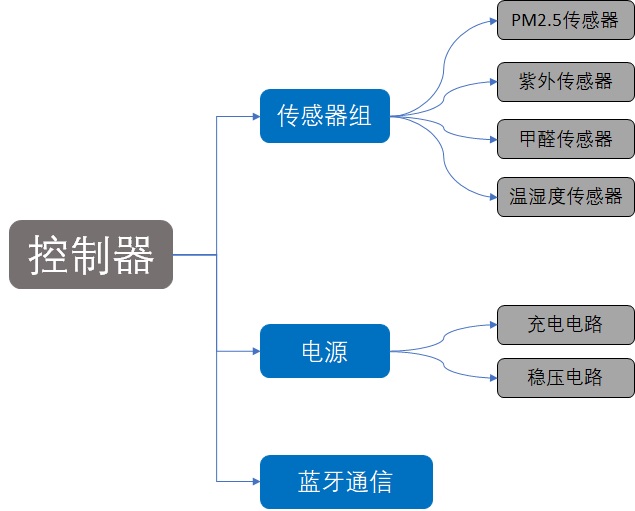 控制器
传感器组
PM2.5传感器
紫外传感器
甲醛传感器
温湿度传感器
电源
充电电路
稳压电路
蓝牙通信